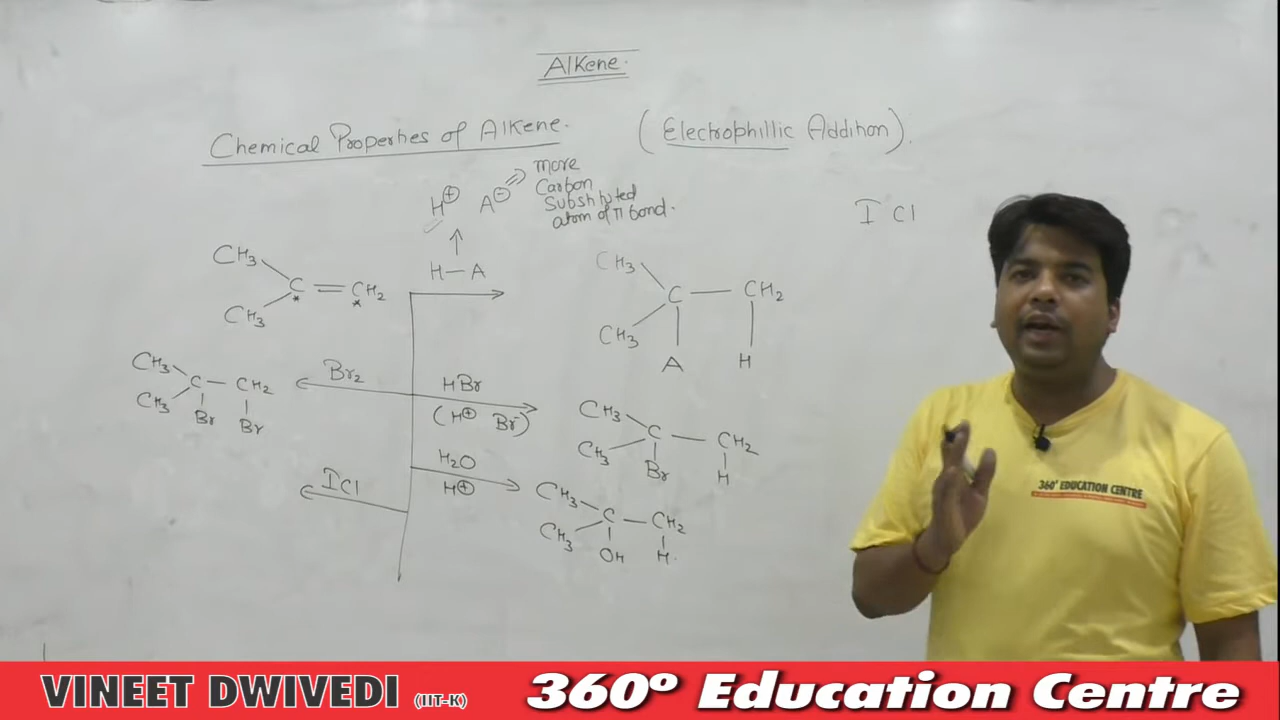 Alkene.
Chemical Properties of Alkene. (Electrophillic Addition).
H⊕ A⊖ ⇒ more
Carbon
Substituted
atom of π bond.
I Cl
H—A
CH3
CH3
C = CH2
* *
CH3
CH3
C — CH2
A H
Br2
CH3
CH3
C — CH2
Br Br
HBr
(H⊕ Br⁻)
CH3
CH3
C — CH2
Br H
ICl
H2O
H⊕
CH3
CH3
C — CH2
OH H.
360° EDUCATION CENTRE
VINEET DWIVEDI (IIT-K) 360° Education Centre